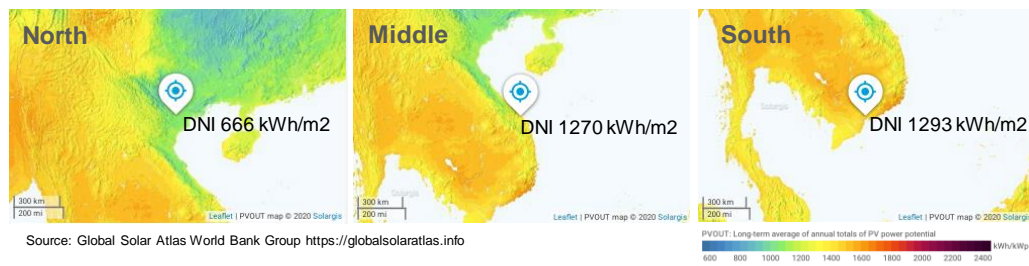 North
DNI 666 kWh/m2
300 km
200 mi
Leaflet | PVOUT map © 2020 Solargis
Middle
DNI 1270 kWh/m2
Solargis
300 km
200 mi
Leaflet | PVOUT map © 2020 Solargis
South
Solargis
DNI 1293 kWh/m2
300 km
200 mi
Leaflet | PVOUT map © 2020 Solargis
Source: Global Solar Atlas World Bank Group https://globalsolaratlas.info
PVOUT: Long-term average of annual totals of PV power potential
kWh/kWp
600 800 1000 1200 1400 1600 1800 2000 2200 2400